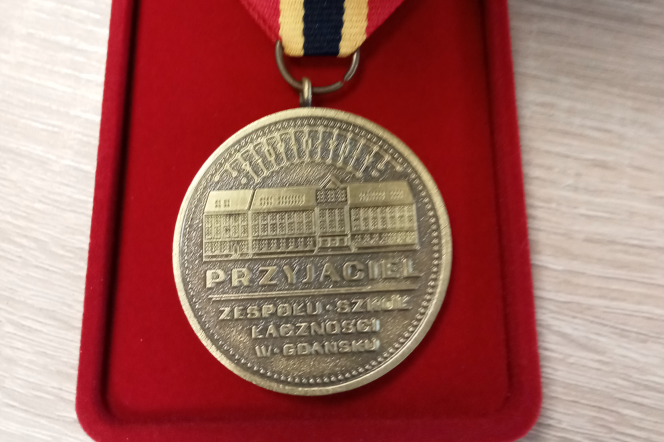 PRZYJACIEL
ZESPOŁU · SZKÓŁ
ŁĄCZNOŚCI
W · GDAŃSKU